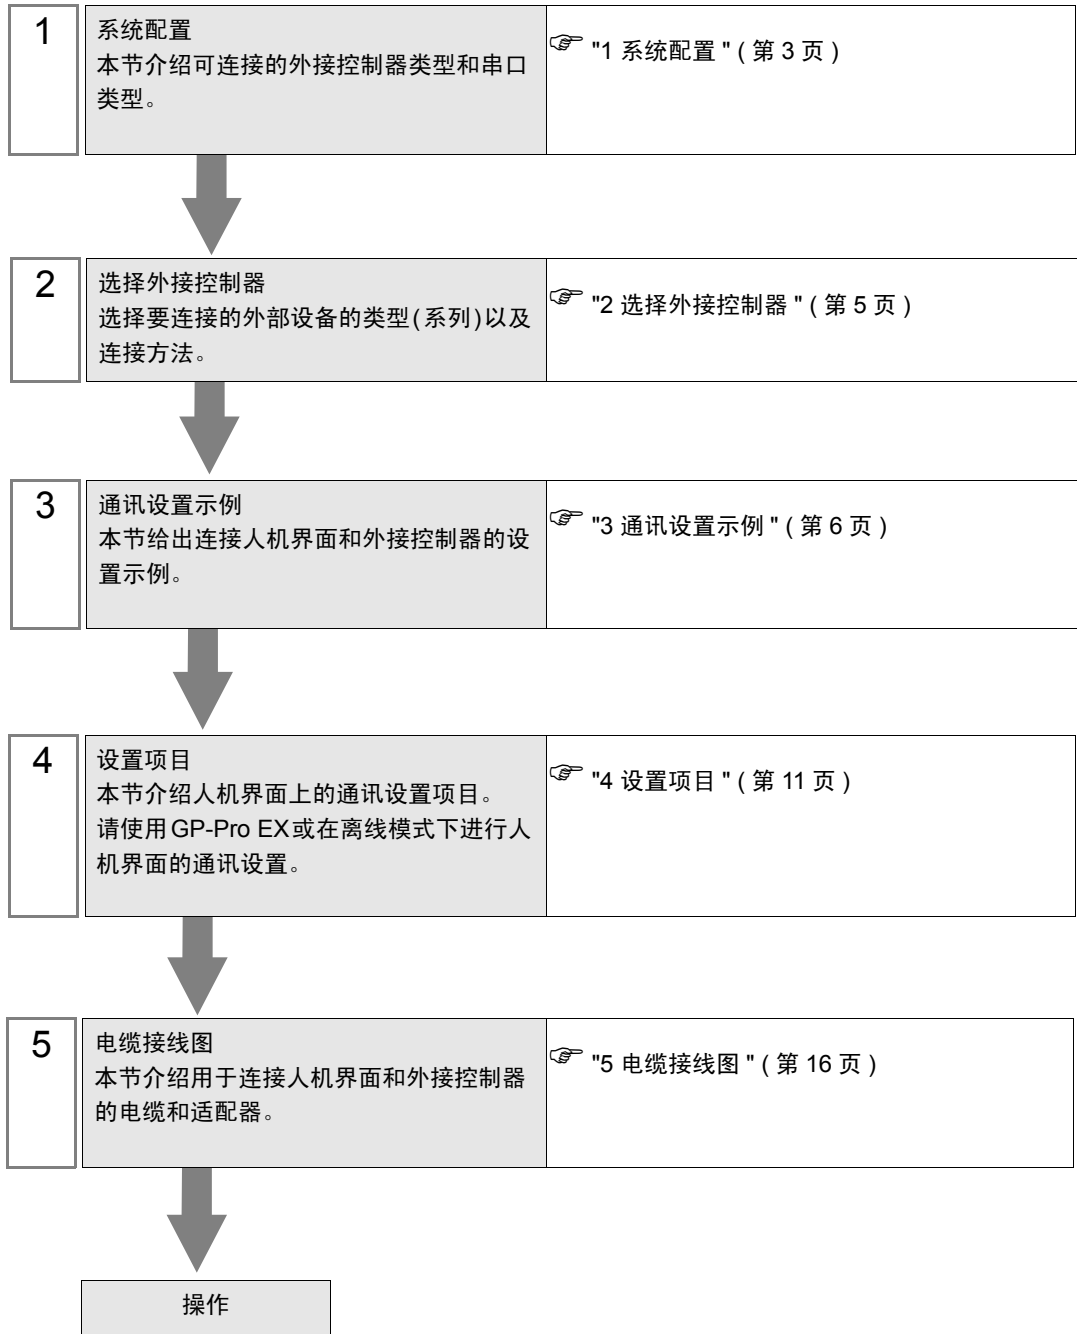 1
系统配置
本节介绍可连接的外接控制器类型和串口
类型。
"1 系统配置 " ( 第 3 页 )
2
选择外接控制器
选择要连接的外部设备的类型(系列)以及
连接方法。
"2 选择外接控制器 " ( 第 5 页 )
3
通讯设置示例
本节给出连接人机界面和外接控制器的设
置示例。
"3 通讯设置示例 " ( 第 6 页 )
4
设置项目
本节介绍人机界面上的通讯设置项目。
请使用GP-Pro EX或在离线模式下进行人
机界面的通讯设置。
"4 设置项目 " ( 第 11 页 )
5
电缆接线图
本节介绍用于连接人机界面和外接控制器
的电缆和适配器。
"5 电缆接线图 " ( 第 16 页 )
操作